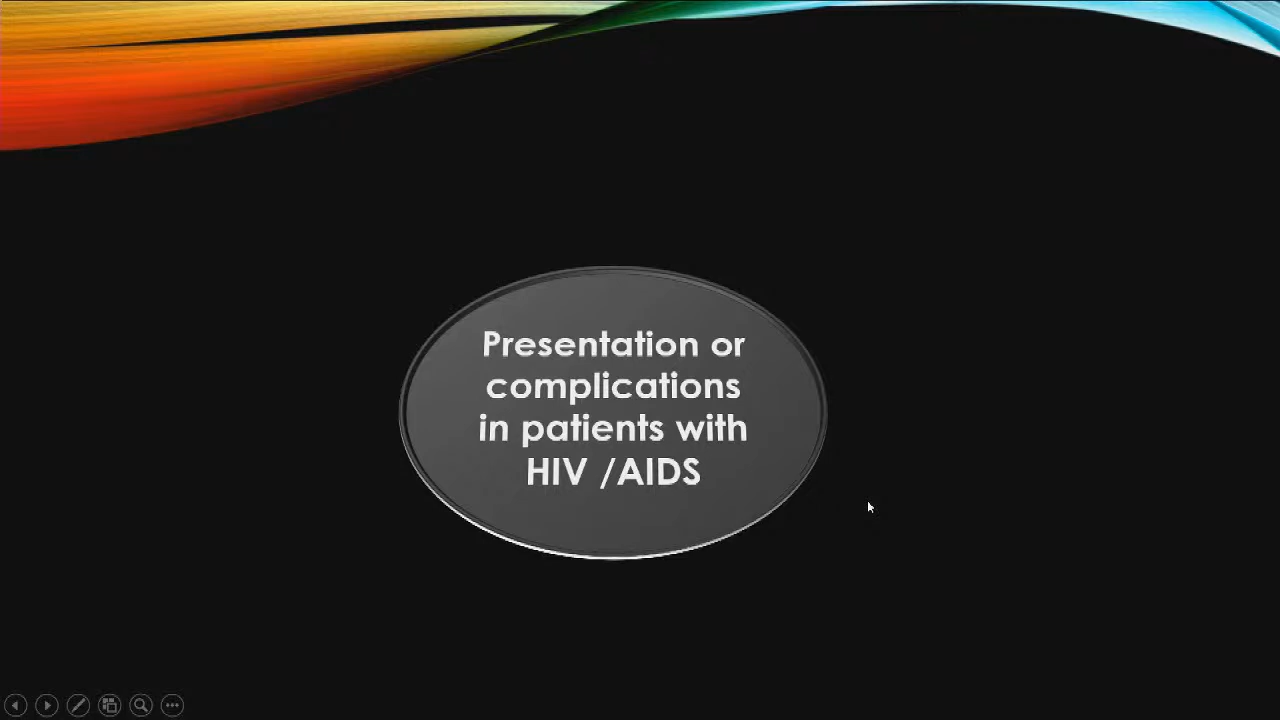 Presentation or
complications
in patients with
HIV /AIDS